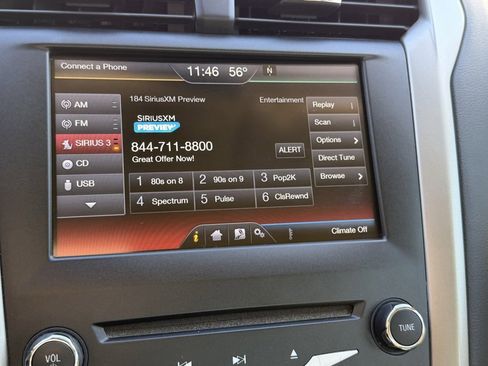 Connect a Phone
11:46 56° N
184 SiriusXM Preview Entertainment
AM
FM
SIRIUS 3
CD
USB
SIRIUSXM
PREVIEW
844-711-8800
Great Offer Now!
ALERT
1 80s on 8
2 90s on 9
3 Pop2K
4 Spectrum
5 Pulse
6 ClsRewnd
Replay
Scan
Options
Direct Tune
Browse
Climate Off
VOL
TUNE